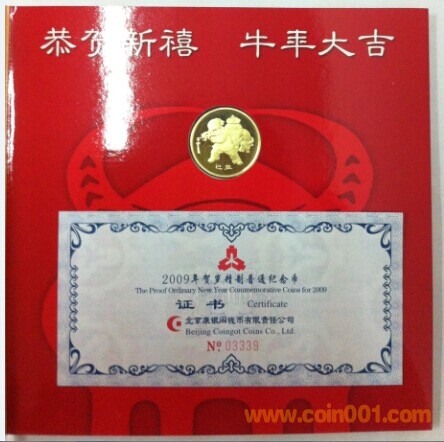 恭贺新禧 牛年大吉
己丑
2009年贺岁精制普通纪念币
The Proof Ordinary New Year Commemorative Coins for 2009
证书 Certificate
北京康银阁钱币有限责任公司
Beijing Coingot Coins Co., Ltd.
No 03339
www.coin001.com